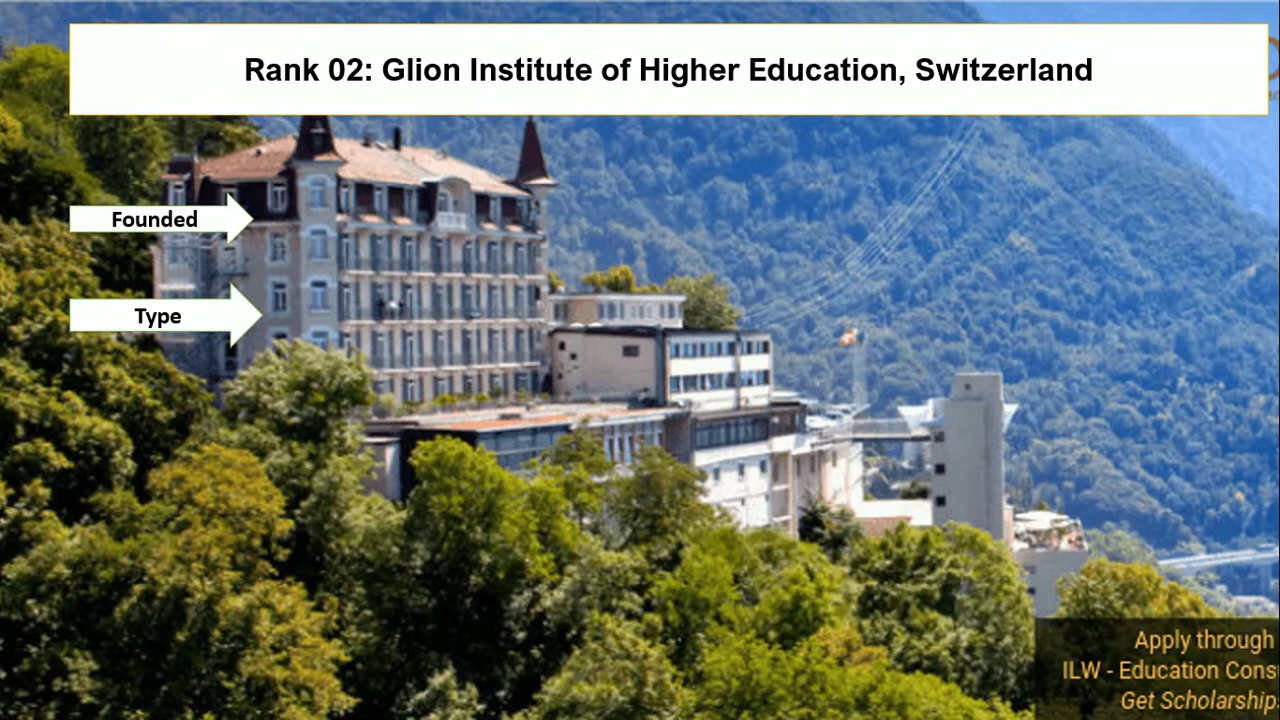 Rank 02: Glion Institute of Higher Education, Switzerland
Founded
Type
Apply through
ILW - Education Cons
Get Scholarship